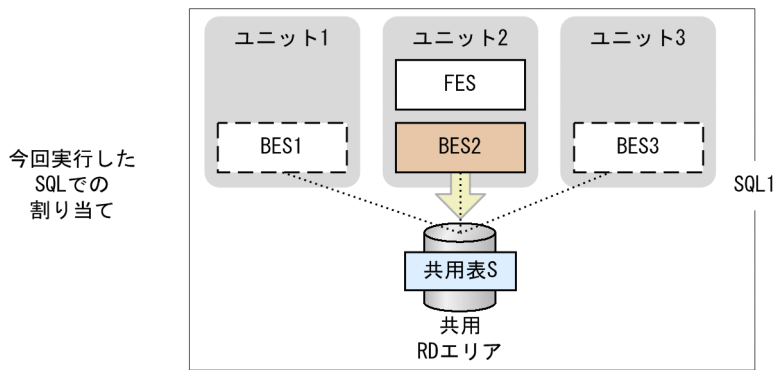 ユニット1
ユニット2
ユニット3
FES
BES1
BES2
BES3
今回実行した
SQLでの
割り当て
SQL1
共用表S
共用
RDエリア